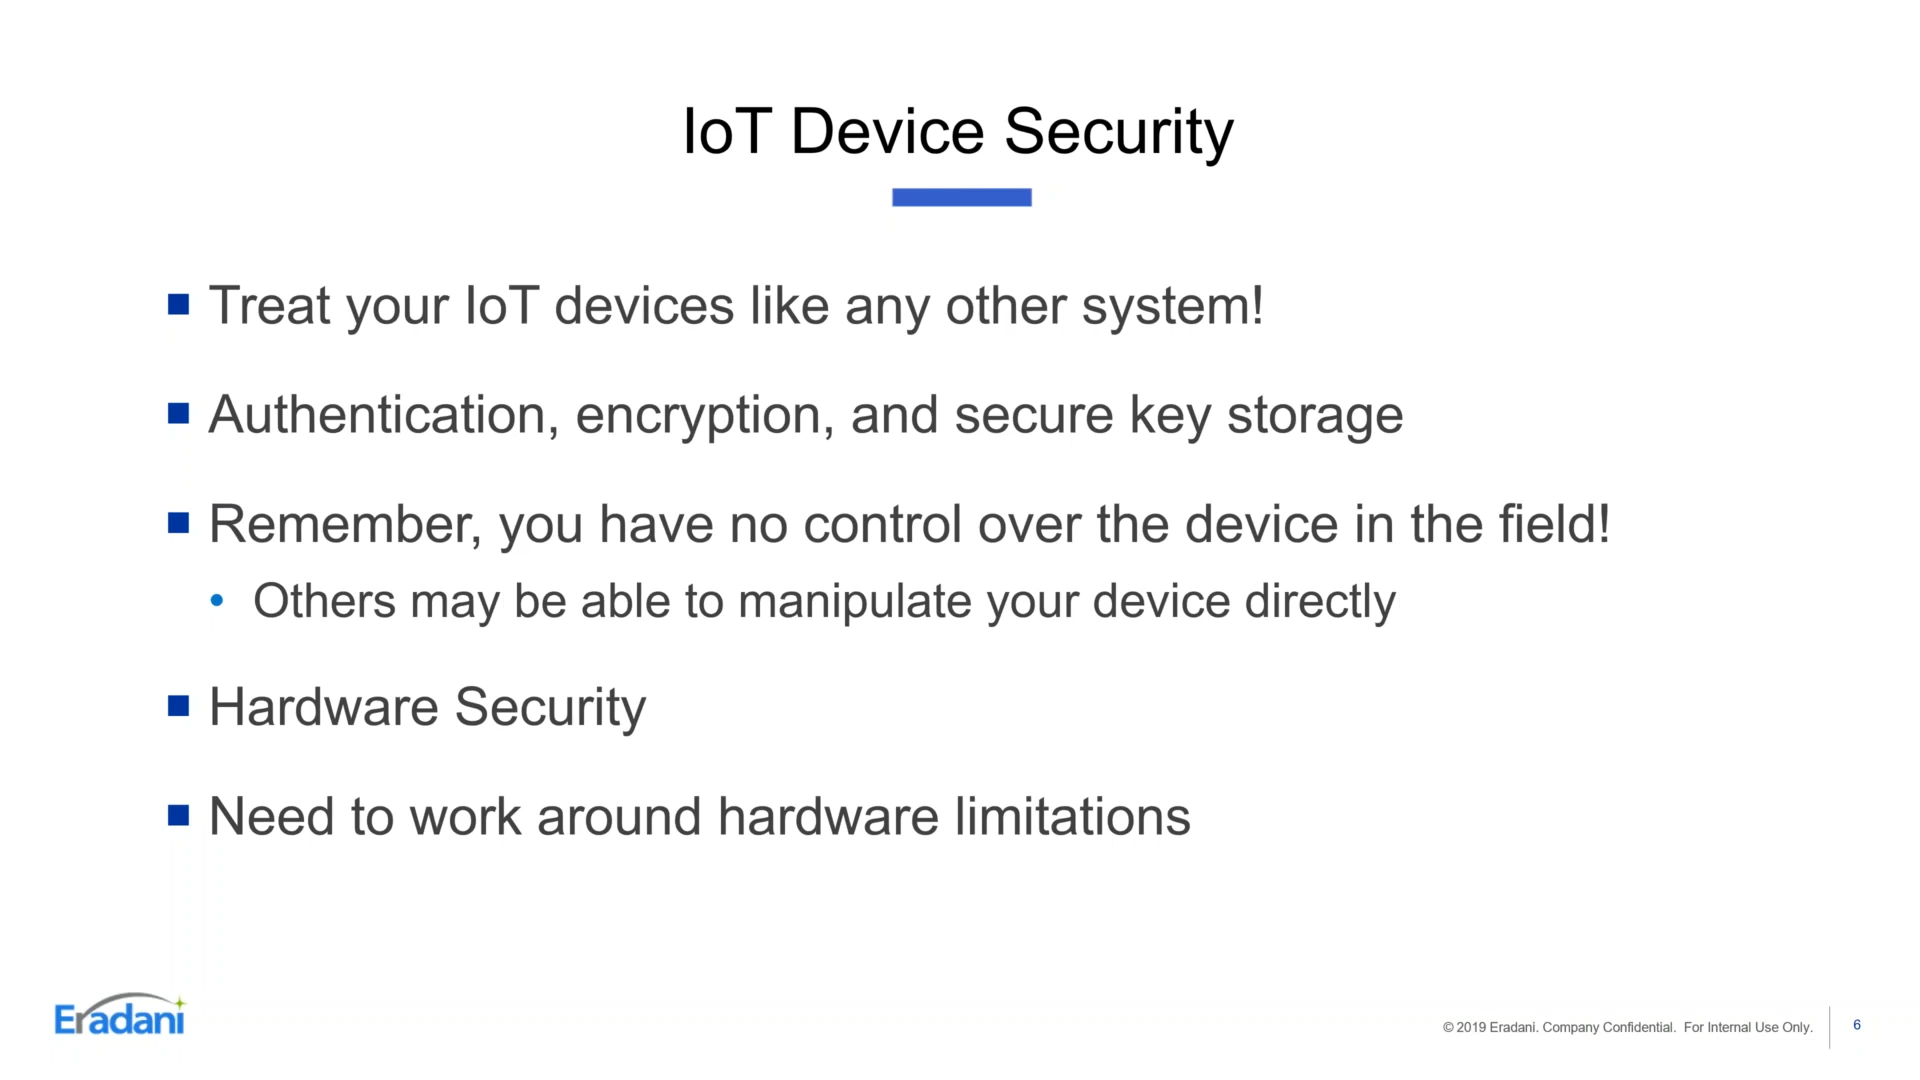 IoT Device Security
Treat your IoT devices like any other system!
Authentication, encryption, and secure key storage
Remember, you have no control over the device in the field!
Others may be able to manipulate your device directly
Hardware Security
Need to work around hardware limitations
Eradani
© 2019 Eradani. Company Confidential. For Internal Use Only.
6